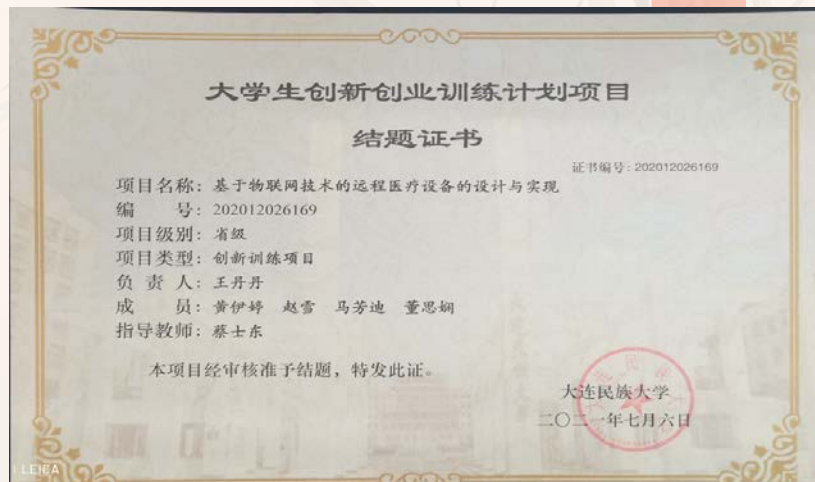 大学生创新创业训练计划项目
结题证书
证书编号: 202012026169
项目名称: 基于物联网技术的远程医疗设备的设计与实现
编 号: 202012026169
项目级别: 省级
项目类型: 创新训练项目
负 责 人: 王丹丹
成 员: 黄伊婷 赵雪 马芳迪 董思娴
指导教师: 蔡士东
本项目经审核准予结题，特发此证。
大连民族大学
二〇二一年七月六日
LEICA